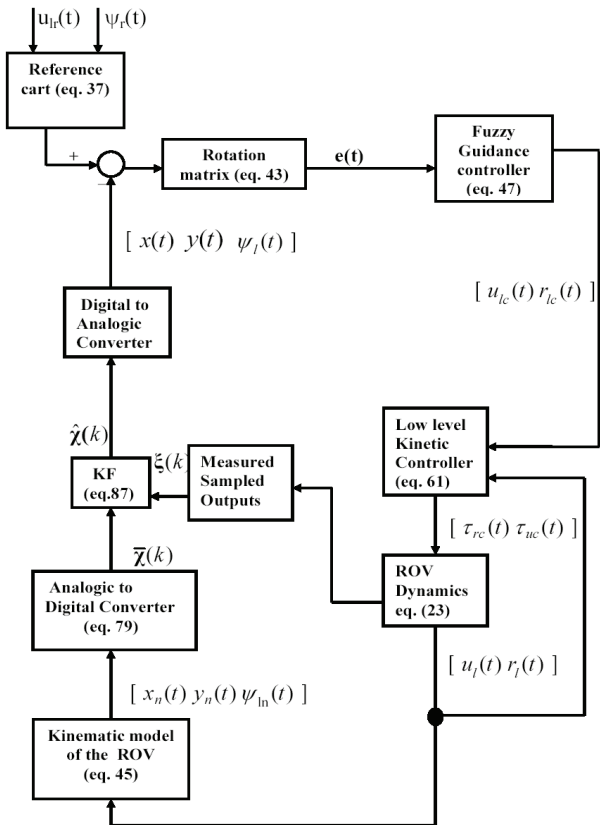 u_lr(t) ψ_r(t)
Reference
cart (eq. 37)
+
−
Rotation
matrix (eq. 43)
e(t)
Fuzzy
Guidance
controller
(eq. 47)
[ x(t) y(t) ψ_l(t) ]
[ u_lc(t) r_lc(t) ]
Digital to
Analogic
Converter
χ̂(k)
KF
(eq.87)
ξ(k)
Measured
Sampled
Outputs
Low level
Kinetic
Controller
(eq. 61)
[ τ_rc(t) τ_uc(t) ]
χ̄(k)
Analogic to
Digital Converter
(eq. 79)
ROV
Dynamics
eq. (23)
[ u_l(t) r_l(t) ]
[ x_n(t) y_n(t) ψ_ln(t) ]
Kinematic model
of the ROV
(eq. 45)